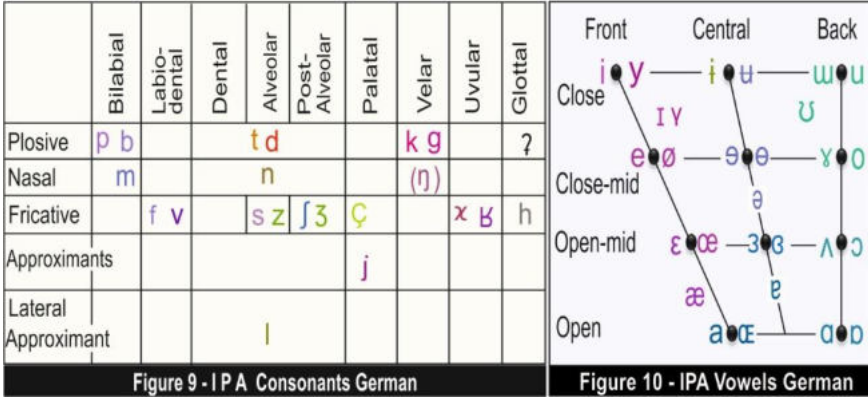 Bilabial Labio-dental Dental Alveolar Post-Alveolar Palatal Velar Uvular Glottal
Plosive p b t d k g ʔ
Nasal m n (ŋ)
Fricative f v s z ʃ ʒ ç ϰ ʁ h
Approximants j
Lateral
Approximant l
Figure 9 - I P A Consonants German
Front Central Back
i y ɨ ʉ ɯ u
Close
ɪ ʏ ʊ
e ø ɘ ɵ ɤ o
Close-mid
ə
Open-mid ɛ œ ɜ ɞ ʌ ɔ
æ ɐ
Open a ɶ ɑ ɒ
Figure 10 - IPA Vowels German